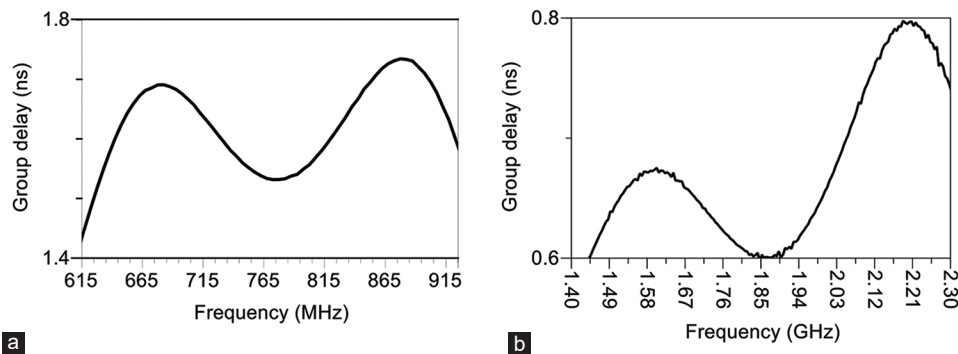 1.8
Group delay (ns)
1.4
615 665 715 765 815 865 915
Frequency (MHz)
a
0.8
Group delay (ns)
0.6
1.40 1.49 1.58 1.67 1.76 1.85 1.94 2.03 2.12 2.21 2.30
Frequency (GHz)
b